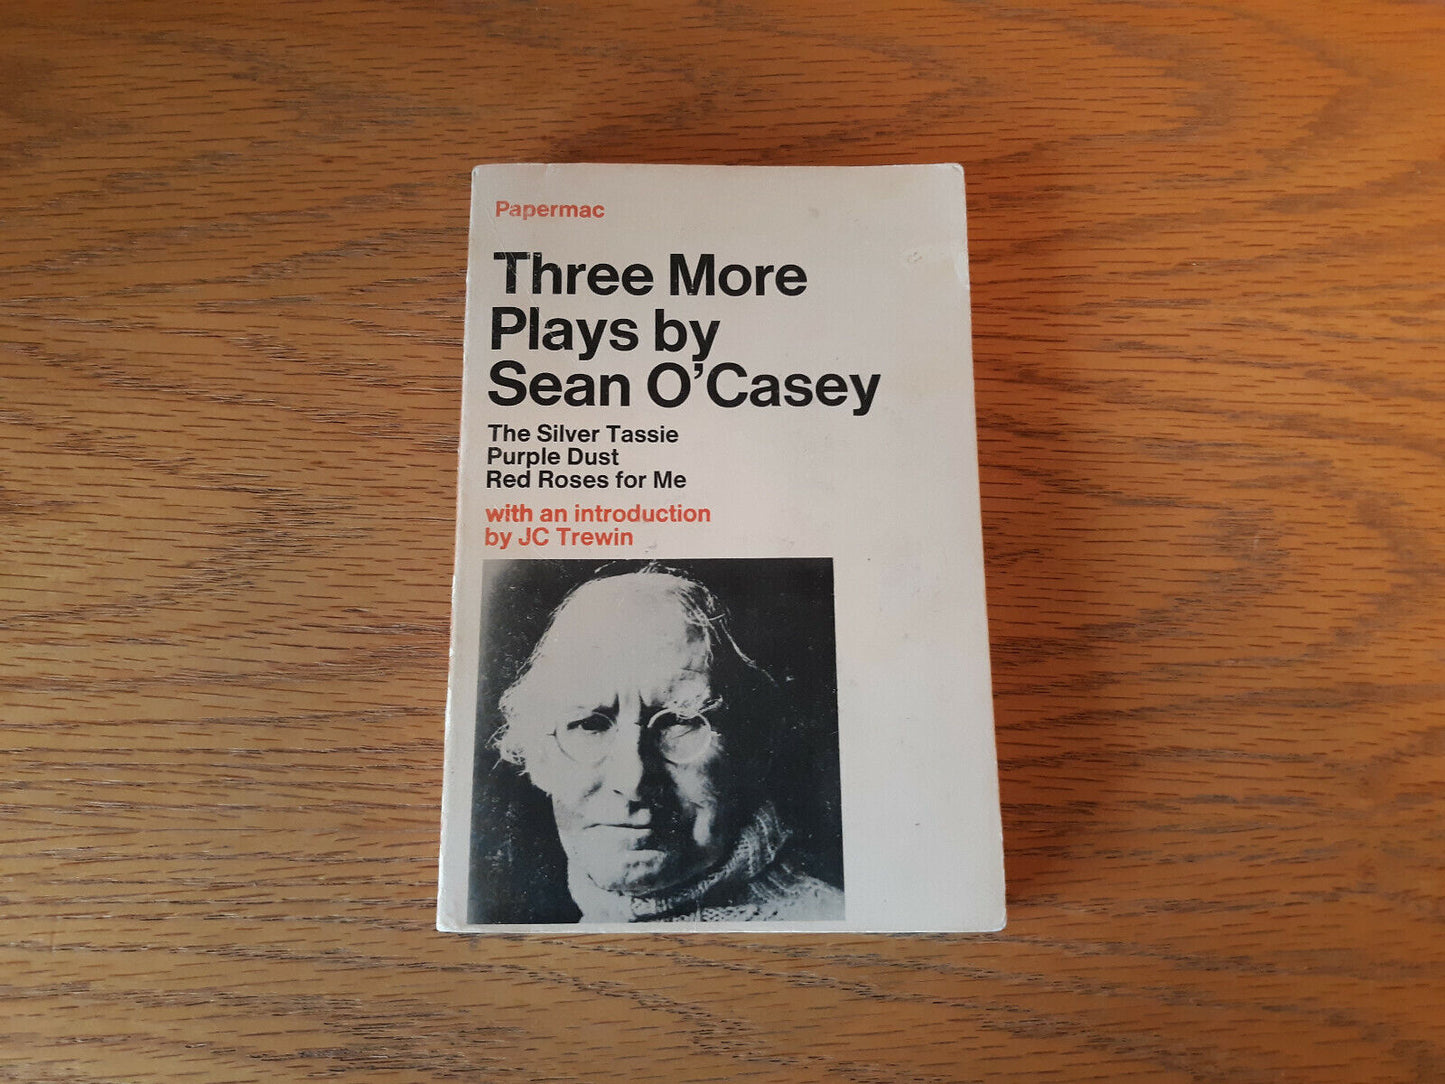 Papermac
Three More
Plays by
Sean O'Casey
The Silver Tassie
Purple Dust
Red Roses for Me
with an introduction
by JC Trewin